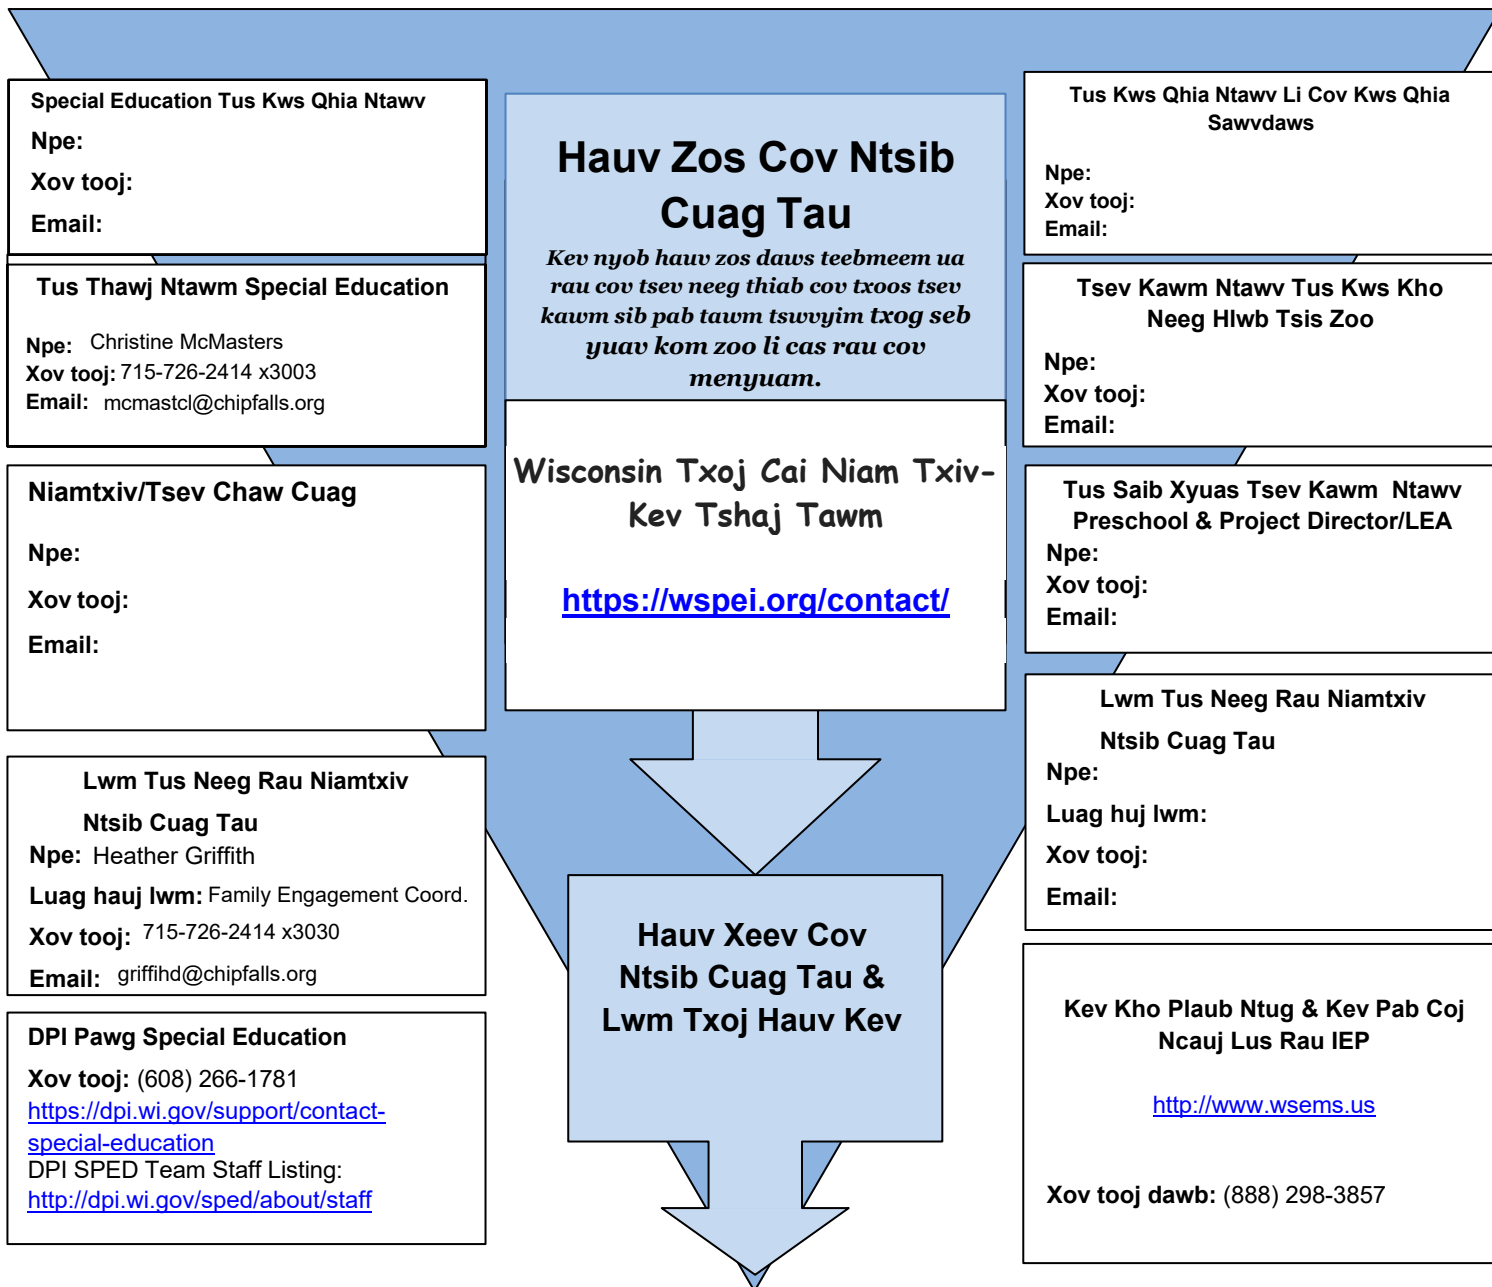 Special Education Tus Kws Qhia Ntawv
Npe:
Xov tooj:
Email:
Tus Thawj Ntawm Special Education
Npe: Christine McMasters
Xov tooj: 715-726-2414 x3003
Email: mcmastcl@chipfalls.org
Niamtxiv/Tsev Chaw Cuag
Npe:
Xov tooj:
Email:
Lwm Tus Neeg Rau Niamtxiv
Ntsib Cuag Tau
Npe: Heather Griffith
Luag hauj lwm: Family Engagement Coord.
Xov tooj: 715-726-2414 x3030
Email: griffihd@chipfalls.org
DPI Pawg Special Education
Xov tooj: (608) 266-1781
https://dpi.wi.gov/support/contact-
special-education
DPI SPED Team Staff Listing:
http://dpi.wi.gov/sped/about/staff
Hauv Zos Cov Ntsib
Cuag Tau
Kev nyob hauv zos daws teebmeem ua
rau cov tsev neeg thiab cov txoos tsev
kawm sib pab tawm tswvyim txog seb
yuav kom zoo li cas rau cov
menyuam.
Wisconsin Txoj Cai Niam Txiv-
Kev Tshaj Tawm
https://wspei.org/contact/
Hauv Xeev Cov
Ntsib Cuag Tau &
Lwm Txoj Hauv Kev
Tus Kws Qhia Ntawv Li Cov Kws Qhia
Sawvdaws
Npe:
Xov tooj:
Email:
Tsev Kawm Ntawv Tus Kws Kho
Neeg Hlwb Tsis Zoo
Npe:
Xov tooj:
Email:
Tus Saib Xyuas Tsev Kawm Ntawv
Preschool & Project Director/LEA
Npe:
Xov tooj:
Email:
Lwm Tus Neeg Rau Niamtxiv
Ntsib Cuag Tau
Npe:
Luag huj lwm:
Xov tooj:
Email:
Kev Kho Plaub Ntug & Kev Pab Coj
Ncauj Lus Rau IEP
http://www.wsems.us
Xov tooj dawb: (888) 298-3857